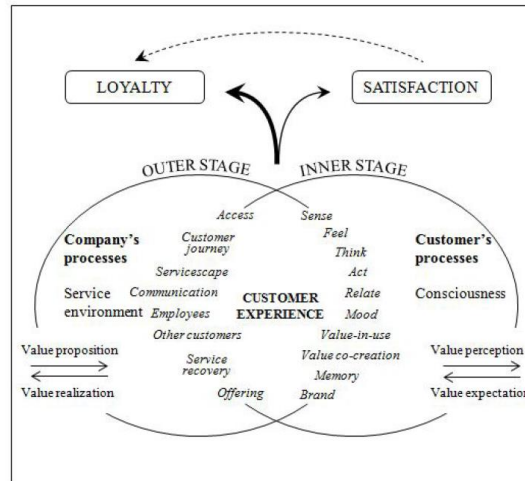 LOYALTY
SATISFACTION
OUTER STAGE
INNER STAGE
Company's
processes
Service
environment
Value proposition
Value realization
Access
Customer
journey
Servicescape
Communication
Employees
Other customers
Service
recovery
Offering
CUSTOMER
EXPERIENCE
Sense
Feel
Think
Act
Relate
Mood
Value-in-use
Value co-creation
Memory
Brand
Customer's
processes
Consciousness
Value perception
Value expectation